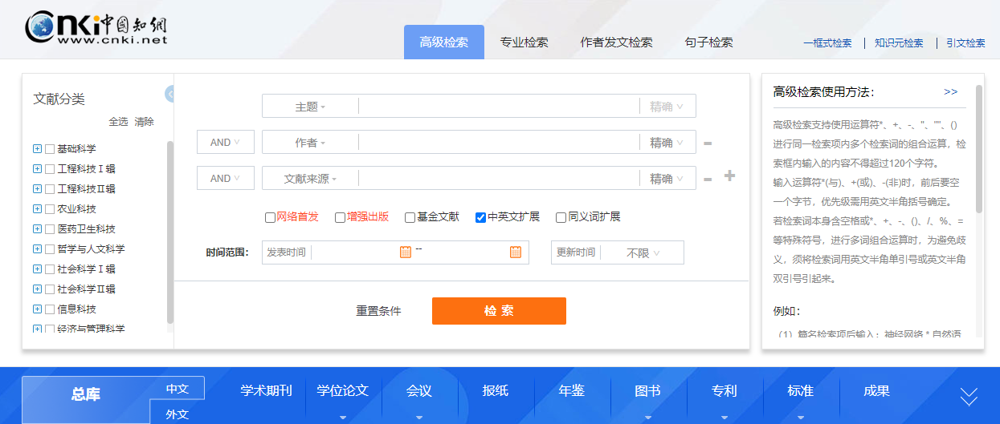 cnki中国知網
www.cnki.net
高级检索 专业检索 作者发文检索 句子检索 一框式检索 知识元检索 引文检索
文献分类
全选 清除
基础科学
工程科技Ⅰ辑
工程科技Ⅱ辑
农业科技
医药卫生科技
哲学与人文科学
社会科学Ⅰ辑
社会科学Ⅱ辑
信息科技
经济与管理科学
主题 精确
AND 作者 精确
AND 文献来源 精确
网络首发 增强出版 基金文献 中英文扩展 同义词扩展
时间范围: 发表时间 -- 更新时间 不限
重置条件 检索
高级检索使用方法: >>
高级检索支持使用运算符*、+、-、''、""、()
进行同一检索项内多个检索词的组合运算，检
索框内输入的内容不得超过120个字符。
输入运算符*(与)、+(或)、-(非)时，前后要空
一个字节，优先级需用英文半角括号确定。
若检索词本身含空格或*、+、-、()、/、%、=
等特殊符号，进行多词组合运算时，为避免歧
义，须将检索词用英文半角单引号或英文半角
双引号引起来。
例如：
（1）篇名检索项后输入：神经网络 * 自然语
总库 中文 学术期刊 学位论文 会议 报纸 年鉴 图书 专利 标准 成果
外文